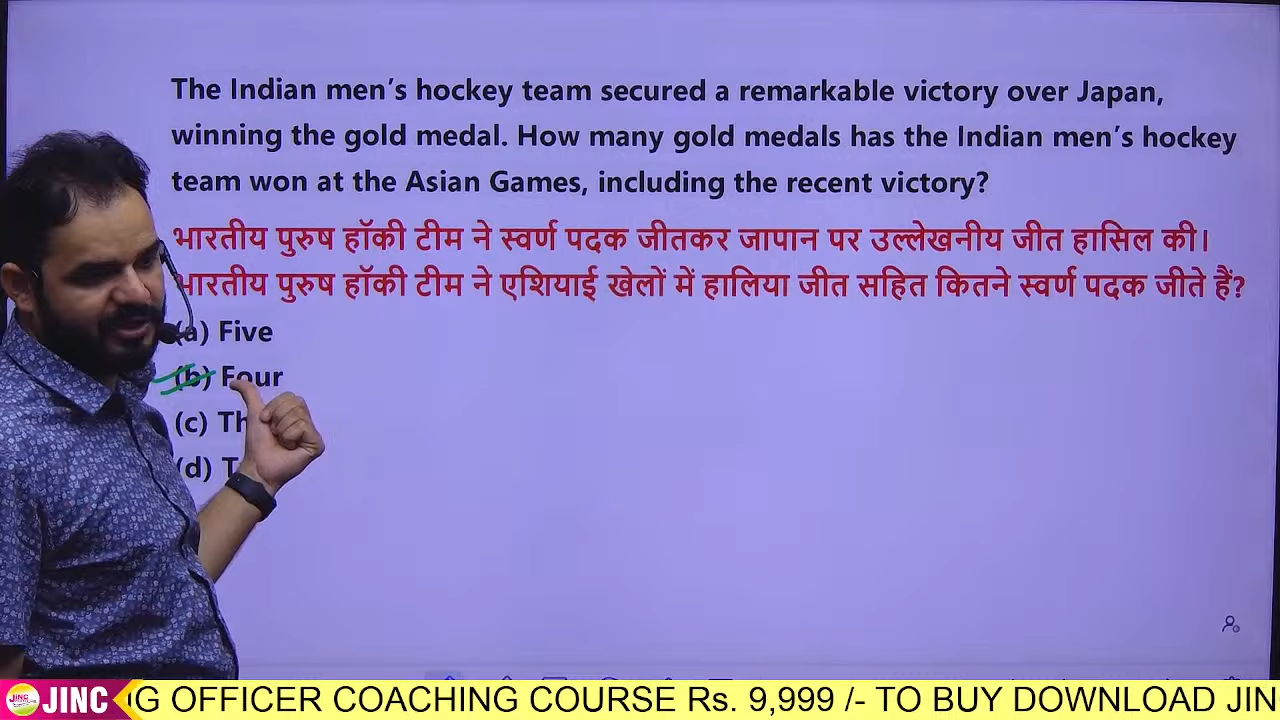 The Indian men’s hockey team secured a remarkable victory over Japan,
winning the gold medal. How many gold medals has the Indian men’s hockey
team won at the Asian Games, including the recent victory?
भारतीय पुरुष हॉकी टीम ने स्वर्ण पदक जीतकर जापान पर उल्लेखनीय जीत हासिल की।
भारतीय पुरुष हॉकी टीम ने एशियाई खेलों में हालिया जीत सहित कितने स्वर्ण पदक जीते हैं?
(a) Five
(b) Four
(c)
(d)
JINC OFFICER COACHING COURSE Rs. 9,999 /- TO BUY DOWNLOAD